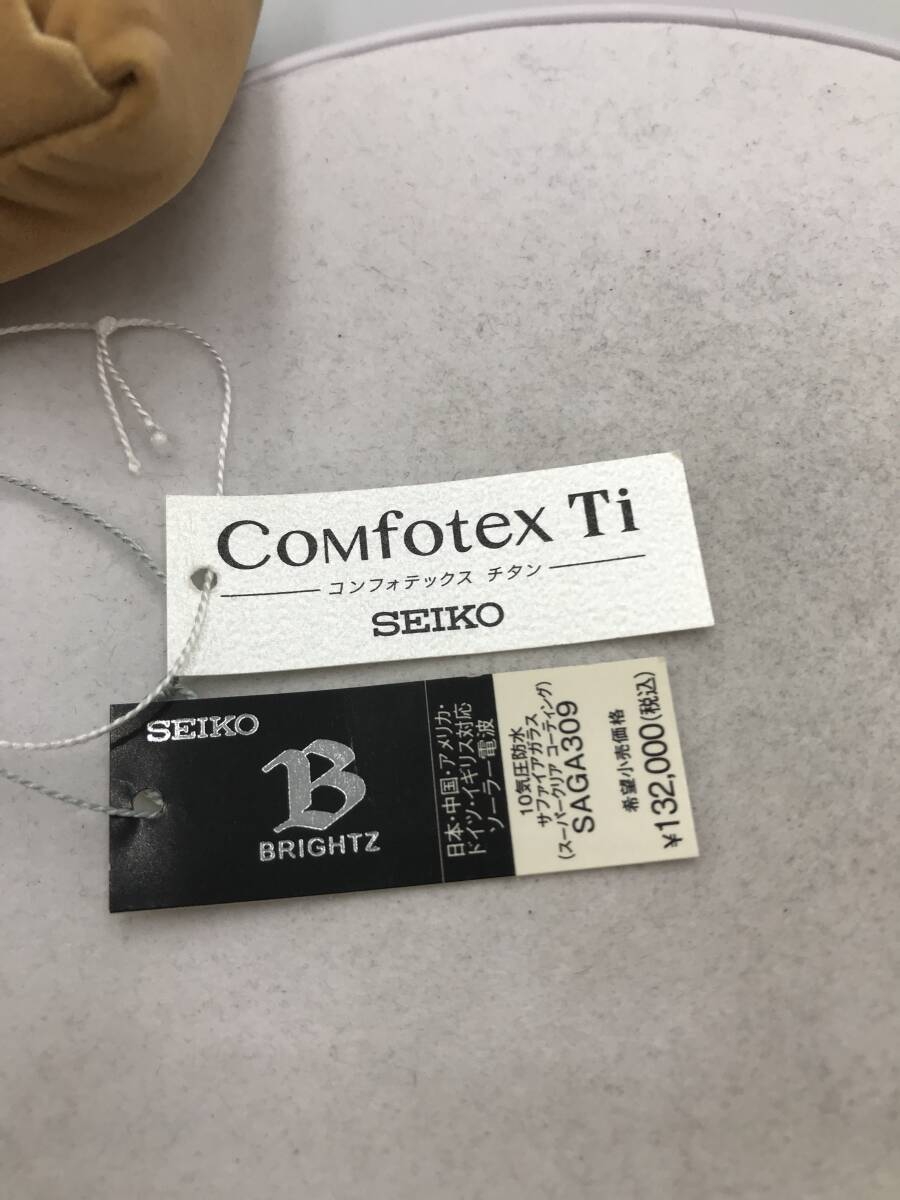 COMfotex Ti
コンフォテックス チタン
SEIKO
SEIKO
B
BRIGHTZ
日本・中国・アメリカ・
ドイツ・イギリス対応
ソーラー電波
10気圧防水
サファイアガラス
(スーパークリア コーティング)
SAGA309
希望小売価格
¥132,000(税込)